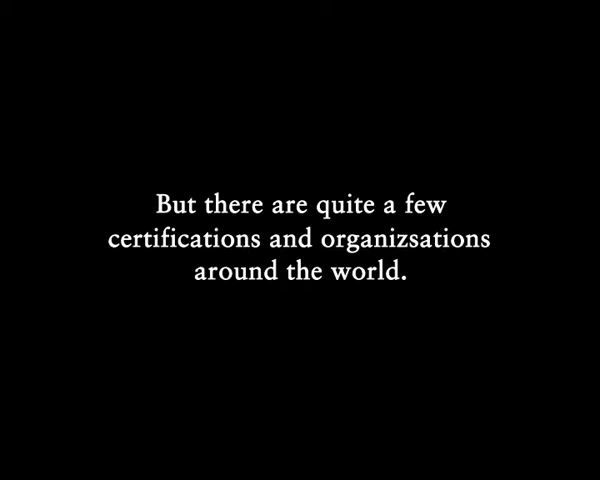 But there are quite a few
certifications and organizsations
around the world.